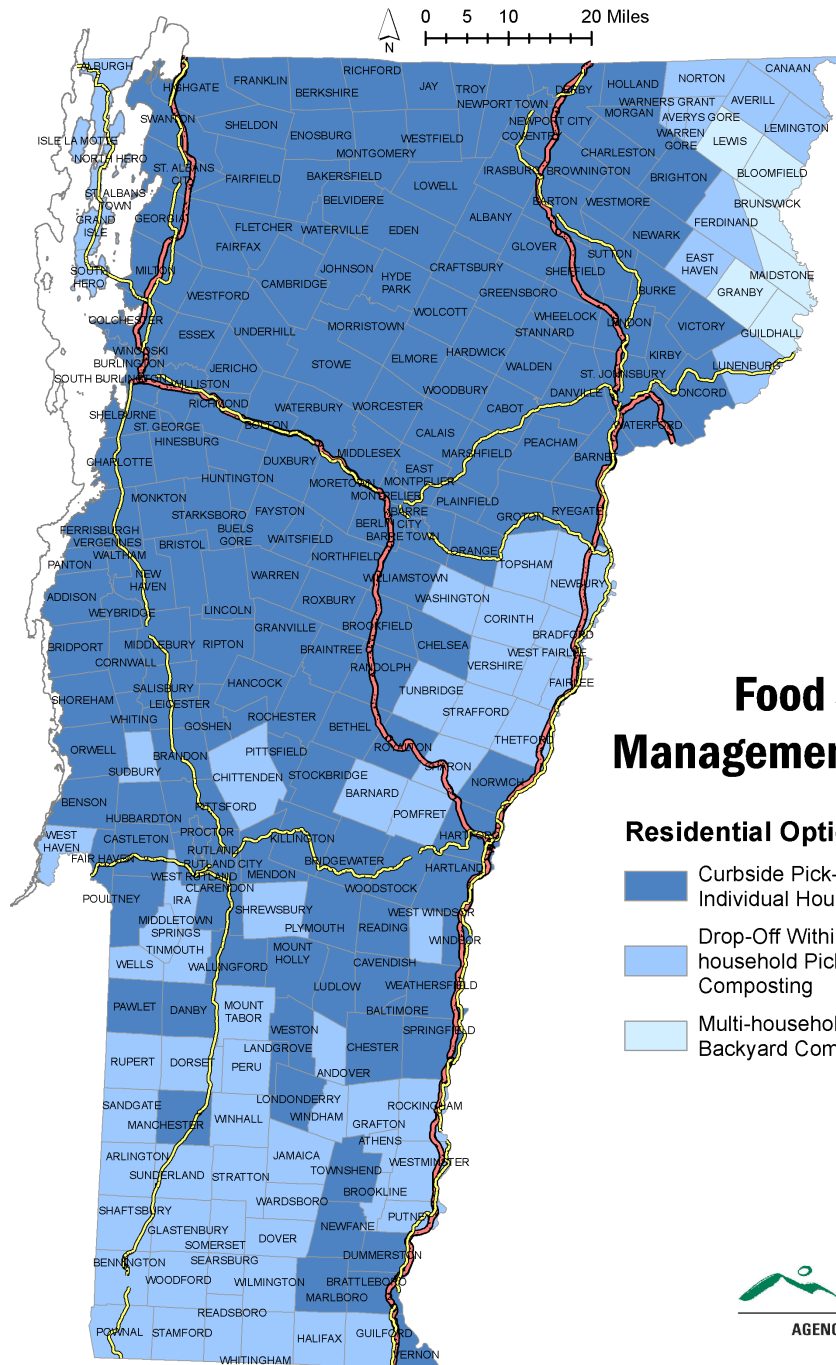 0 5 10 20 Miles
N
ALBURGH
HIGHGATE
FRANKLIN
BERKSHIRE
RICHFORD
JAY
TROY
NEWPORT TOWN
DERBY
HOLLAND
NORTON
CANAAN
WARNERS GRANT
AVERILL
MORGAN
AVERYS GORE
LEMINGTON
SWANTON
SHELDON
ENOSBURG
WESTFIELD
NEWPORT CITY
COVENTRY
WARREN
GORE
LEWIS
ISLE LA MOTTE
NORTH HERO
MONTGOMERY
CHARLESTON
BLOOMFIELD
ST. ALBANS
CITY
FAIRFIELD
BAKERSFIELD
LOWELL
IRASBURG
BROWNINGTON
BRIGHTON
ST. ALBANS
TOWN
BELVIDERE
BARTON
WESTMORE
BRUNSWICK
GRAND
ISLE
GEORGIA
FLETCHER
WATERVILLE
EDEN
ALBANY
NEWARK
FERNDINAND
FAIRFAX
GLOVER
SUTTON
EAST
HAVEN
SOUTH
HERO
MILTON
JOHNSON
HYDE
PARK
CRAFTSBURY
SHEFFIELD
MAIDSTONE
WESTFORD
CAMBRIDGE
GREENSBORO
BURKE
GRANBY
COLCHESTER
WOLCOTT
WHEELOCK
LYNDON
VICTORY
GUILDHALL
ESSEX
UNDERHILL
MORRISTOWN
STANNARD
WINOOSKI
BURLINGTON
JERICHO
STOWE
ELMORE
HARDWICK
WALDEN
KIRBY
LUNENBURG
SOUTH BURLINGTON
WILLISTON
ST. JOHNSBURY
WOODBURY
DANVILLE
CONCORD
SHELBURNE
RICHMOND
WATERBURY
WORCESTER
CABOT
ST. GEORGE
BOLTON
WATERFORD
HINESBURG
CALAIS
PEACHAM
CHARLOTTE
DUXBURY
MIDDLESEX
MARSHFIELD
BARNET
HUNTINGTON
MORETOWN
EAST
MONTPELIER
MONKTON
MONTPELIER
PLAINFIELD
STARKSBORO
FAYSTON
BARRE
CITY
GROTON
RYEGATE
FERRISBURGH
BUELS
GORE
BERLIN
VERGENNES
BRISTOL
WAITSFIELD
BARRE TOWN
WALTHAM
NORTHFIELD
ORANGE
PANTON
TOPSHAM
NEW
HAVEN
WARREN
WILLIAMSTOWN
NEWBURY
ADDISON
ROXBURY
WASHINGTON
WEYBRIDGE
LINCOLN
CORINTH
GRANVILLE
BROOKFIELD
BRADFORD
BRIDPORT
MIDDLEBURY
RIPTON
BRAINTREE
CHELSEA
WEST FAIRLEE
CORNWALL
RANDOLPH
VERSHIRE
SALISBURY
HANCOCK
TUNBRIDGE
FAIRLEE
SHOREHAM
LEICESTER
WHITING
ROCHESTER
STRAFFORD
GOSHEN
BETHEL
THETFORD
ORWELL
BRANDON
PITTSFIELD
ROYALTON
SUDBURY
CHITTENDEN
STOCKBRIDGE
SHARON
NORWICH
BENSON
PITTSFORD
BARNARD
HUBBARDTON
POMFRET
WEST
HAVEN
CASTLETON
PROCTOR
KILLINGTON
HARTFORD
FAIR HAVEN
RUTLAND
RUTLAND CITY
BRIDGEWATER
WEST RUTLAND
MENDON
HARTLAND
POULTNEY
CLARENDON
WOODSTOCK
IRA
SHREWSBURY
WEST WINDSOR
MIDDLETOWN
SPRINGS
PLYMOUTH
READING
WINDSOR
TINMOUTH
MOUNT
HOLLY
WELLS
WALLINGFORD
CAVENDISH
LUDLOW
WEATHERSFIELD
PAWLET
DANBY
MOUNT
TABOR
BALTIMORE
WESTON
SPRINGFIELD
LANDGROVE
CHESTER
RUPERT
DORSET
PERU
ANDOVER
SANDGATE
LONDONDERRY
ROCKINGHAM
MANCHESTER
WINHALL
WINDHAM
GRAFTON
ATHENS
ARLINGTON
JAMAICA
WESTMINSTER
SUNDERLAND
STRATTON
TOWNSHEND
WARDSBORO
BROOKLINE
SHAFTSBURY
PUTNEY
GLASTENBURY
NEWFANE
SOMERSET
DOVER
BENNINGTON
SEARSBURG
DUMMERSTON
WOODFORD
WILMINGTON
BRATTLEBORO
MARLBORO
READSBORO
POWNAL
STAMFORD
HALIFAX
GUILFORD
WHITINGHAM
VERNON
Food
Managemen
Residential Opti
Curbside Pick-
Individual Hou
Drop-Off Withi
household Pick
Composting
Multi-househol
Backyard Com
AGENC